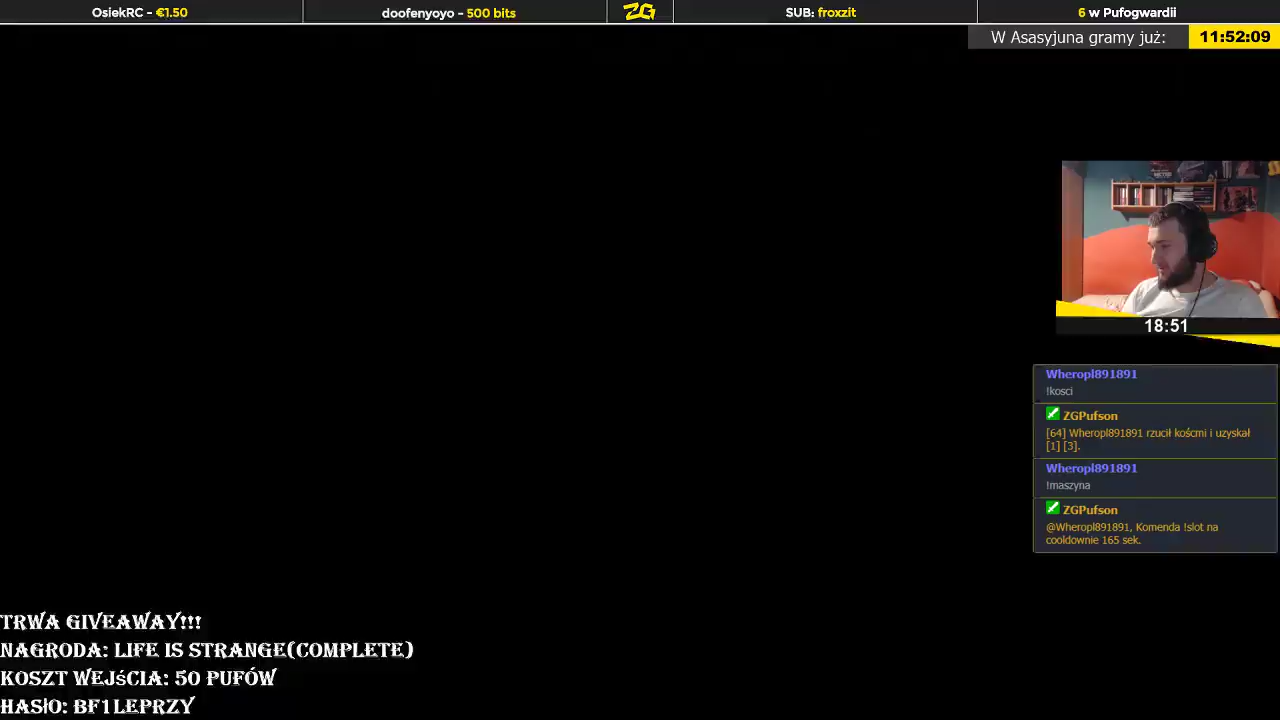 OsiekRC - €1.50
doofenyoyo - 500 bits
ZG
SUB: froxzit
6 w Pufogwardii
W Asasyjuna gramy już: 11:52:09
18:51
Wheropl891891
!kosci
ZGPufson
[64] Wheropl891891 rzucił kośćmi i uzyskał
[1] [3].
Wheropl891891
!maszyna
ZGPufson
@Wheropl891891, Komenda !slot na
cooldownie 165 sek.
TRWA GIVEAWAY!!!
NAGRODA: LIFE IS STRANGE(COMPLETE)
KOSZT WEJśCIA: 50 PUFÓW
HASłO: BF1LEPRZY